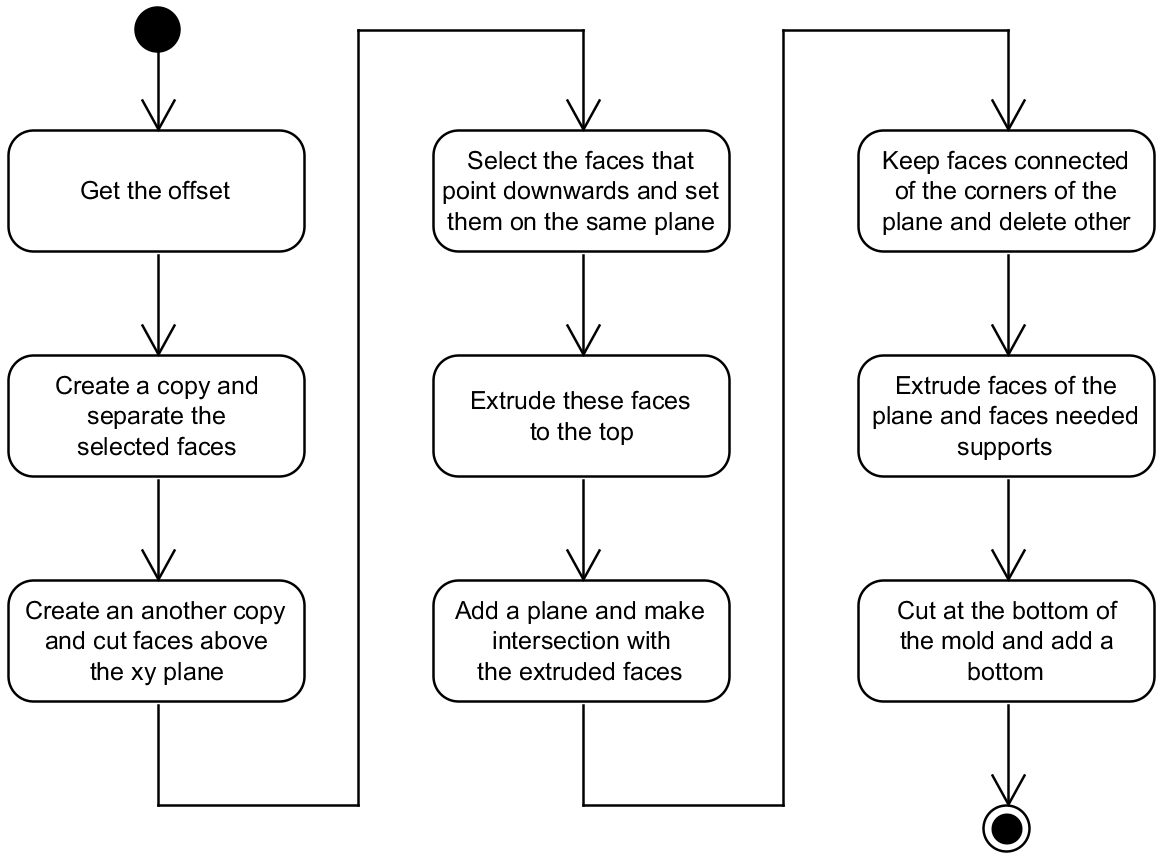 Get the offset
Create a copy and
separate the
selected faces
Create an another copy
and cut faces above
the xy plane
Select the faces that
point downwards and set
them on the same plane
Extrude these faces
to the top
Add a plane and make
intersection with
the extruded faces
Keep faces connected
of the corners of the
plane and delete other
Extrude faces of the
plane and faces needed
supports
Cut at the bottom of
the mold and add a
bottom